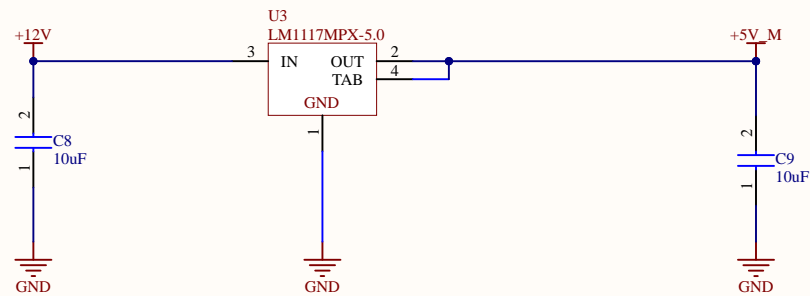 U3
+12V
LM1117MPX-5.0
+5V_M
3
IN
OUT
2
TAB
4
GND
1
2
C8
10uF
1
2
C9
10uF
1
GND
GND
GND